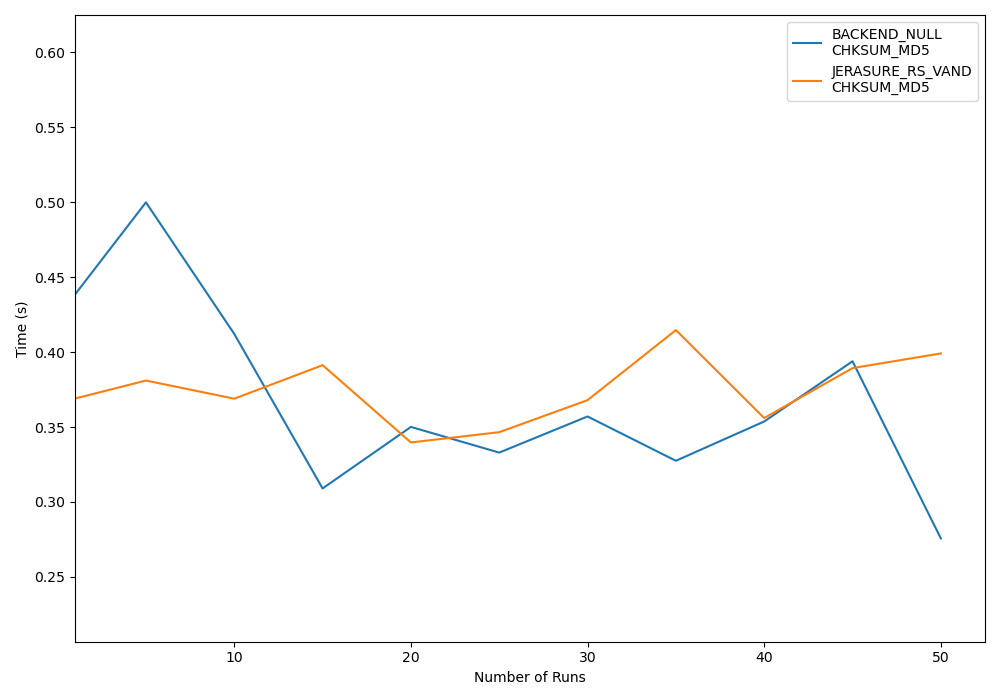 0.60
0.55
0.50
0.45
0.40
0.35
0.30
0.25
Time (s)
10 20 30 40 50
Number of Runs
BACKEND_NULL
CHKSUM_MD5
JERASURE_RS_VAND
CHKSUM_MD5